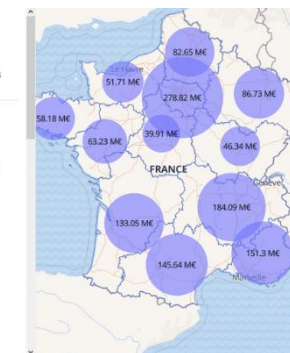 82.65 M€
Le Havre
51.71 M€
86.73 M€
278.82 M€
58.18 M€
39.91 M€
63.23 M€
46.34 M€
FRANCE
Genève
184.09 M€
133.05 M€
151.3 M€
145.64 M€
Marseille